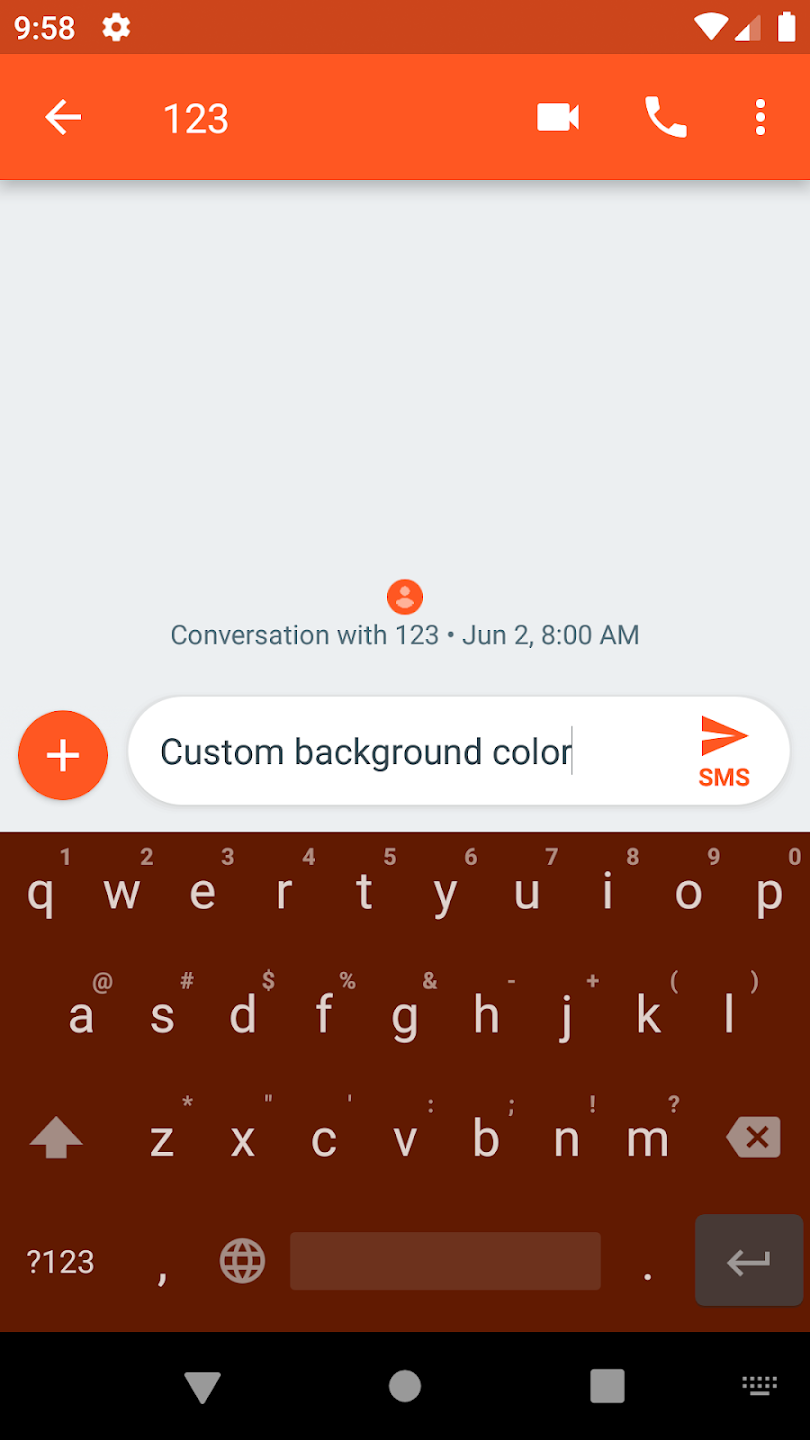 9:58
123
Conversation with 123 • Jun 2, 8:00 AM
Custom background color
SMS
1 2 3 4 5 6 7 8 9 0
q w e r t y u i o p
@ # $ % & - + ( )
a s d f g h j k l
* " ' : ; ! ?
z x c v b n m
?123 , .